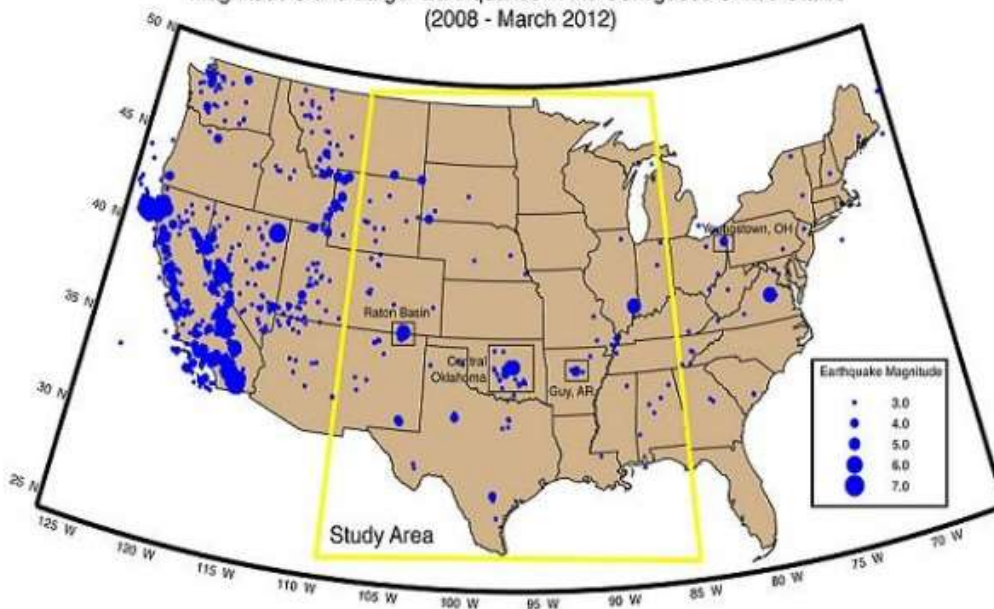 (2008 - March 2012)
50 N
45 N
40 N
35 N
30 N
25 N
Youngstown, OH
Raton Basin
Central
Oklahoma
Guy, AR
Earthquake Magnitude
3.0
4.0
5.0
6.0
7.0
Study Area
125 W
120 W
115 W
110 W
105 W
100 W
95 W
90 W
85 W
80 W
75 W
70 W